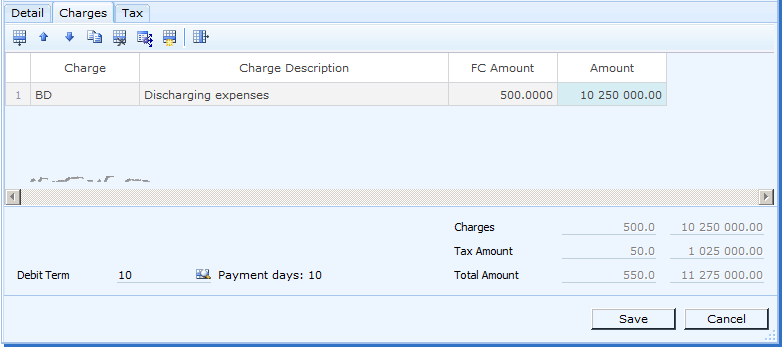 Detail Charges Tax
Charge Charge Description FC Amount Amount
1 BD Discharging expenses 500.0000 10 250 000.00
Charges 500.0 10 250 000.00
Tax Amount 50.0 1 025 000.00
Debit Term 10 Payment days: 10 Total Amount 550.0 11 275 000.00
Save Cancel